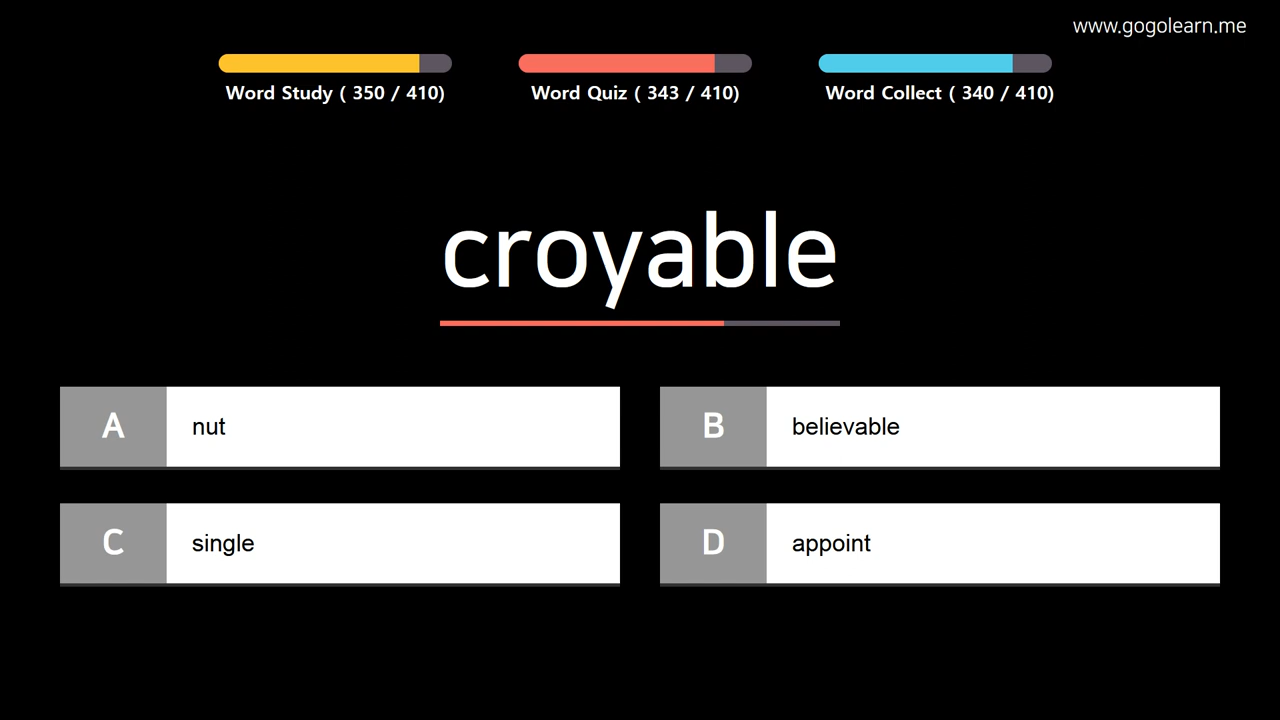 www.gogolearn.me
Word Study ( 350 / 410)
Word Quiz ( 343 / 410)
Word Collect ( 340 / 410)
croyable
A nut
B believable
C single
D appoint